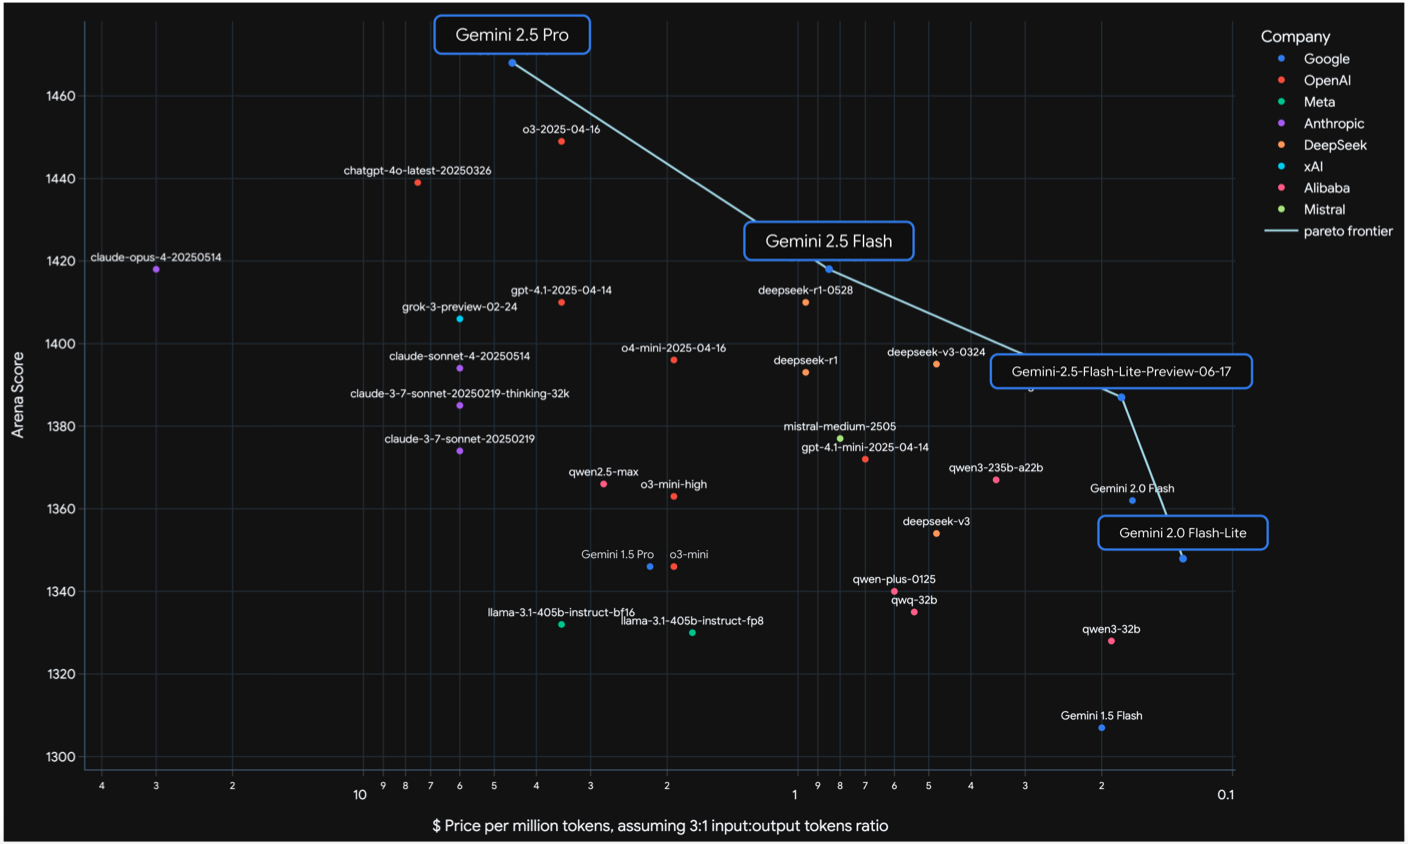 Gemini 2.5 Pro
Company
Google
OpenAI
Meta
Anthropic
DeepSeek
xAI
Alibaba
Mistral
pareto frontier
1460
o3-2025-04-16
chatgpt-4o-latest-20250326
1440
Gemini 2.5 Flash
claude-opus-4-20250514
1420
gpt-4.1-2025-04-14
deepseek-r1-0528
grok-3-preview-02-24
1400
o4-mini-2025-04-16
deepseek-v3-0324
claude-sonnet-4-20250514
deepseek-r1
Gemini-2.5-Flash-Lite-Preview-06-17
claude-3-7-sonnet-20250219-thinking-32k
1380
mistral-medium-2505
claude-3-7-sonnet-20250219
gpt-4.1-mini-2025-04-14
qwen2.5-max
qwen3-235b-a22b
o3-mini-high
Gemini 2.0 Flash
1360
deepseek-v3
Gemini 2.0 Flash-Lite
Gemini 1.5 Pro
o3-mini
1340
qwen-plus-0125
qwq-32b
llama-3.1-405b-instruct-bf16
llama-3.1-405b-instruct-fp8
qwen3-32b
1320
Gemini 1.5 Flash
1300
Arena Score
4 3 2 10 9 8 7 6 5 4 3 2 1 9 8 7 6 5 4 3 2 0.1
$ Price per million tokens, assuming 3:1 input:output tokens ratio